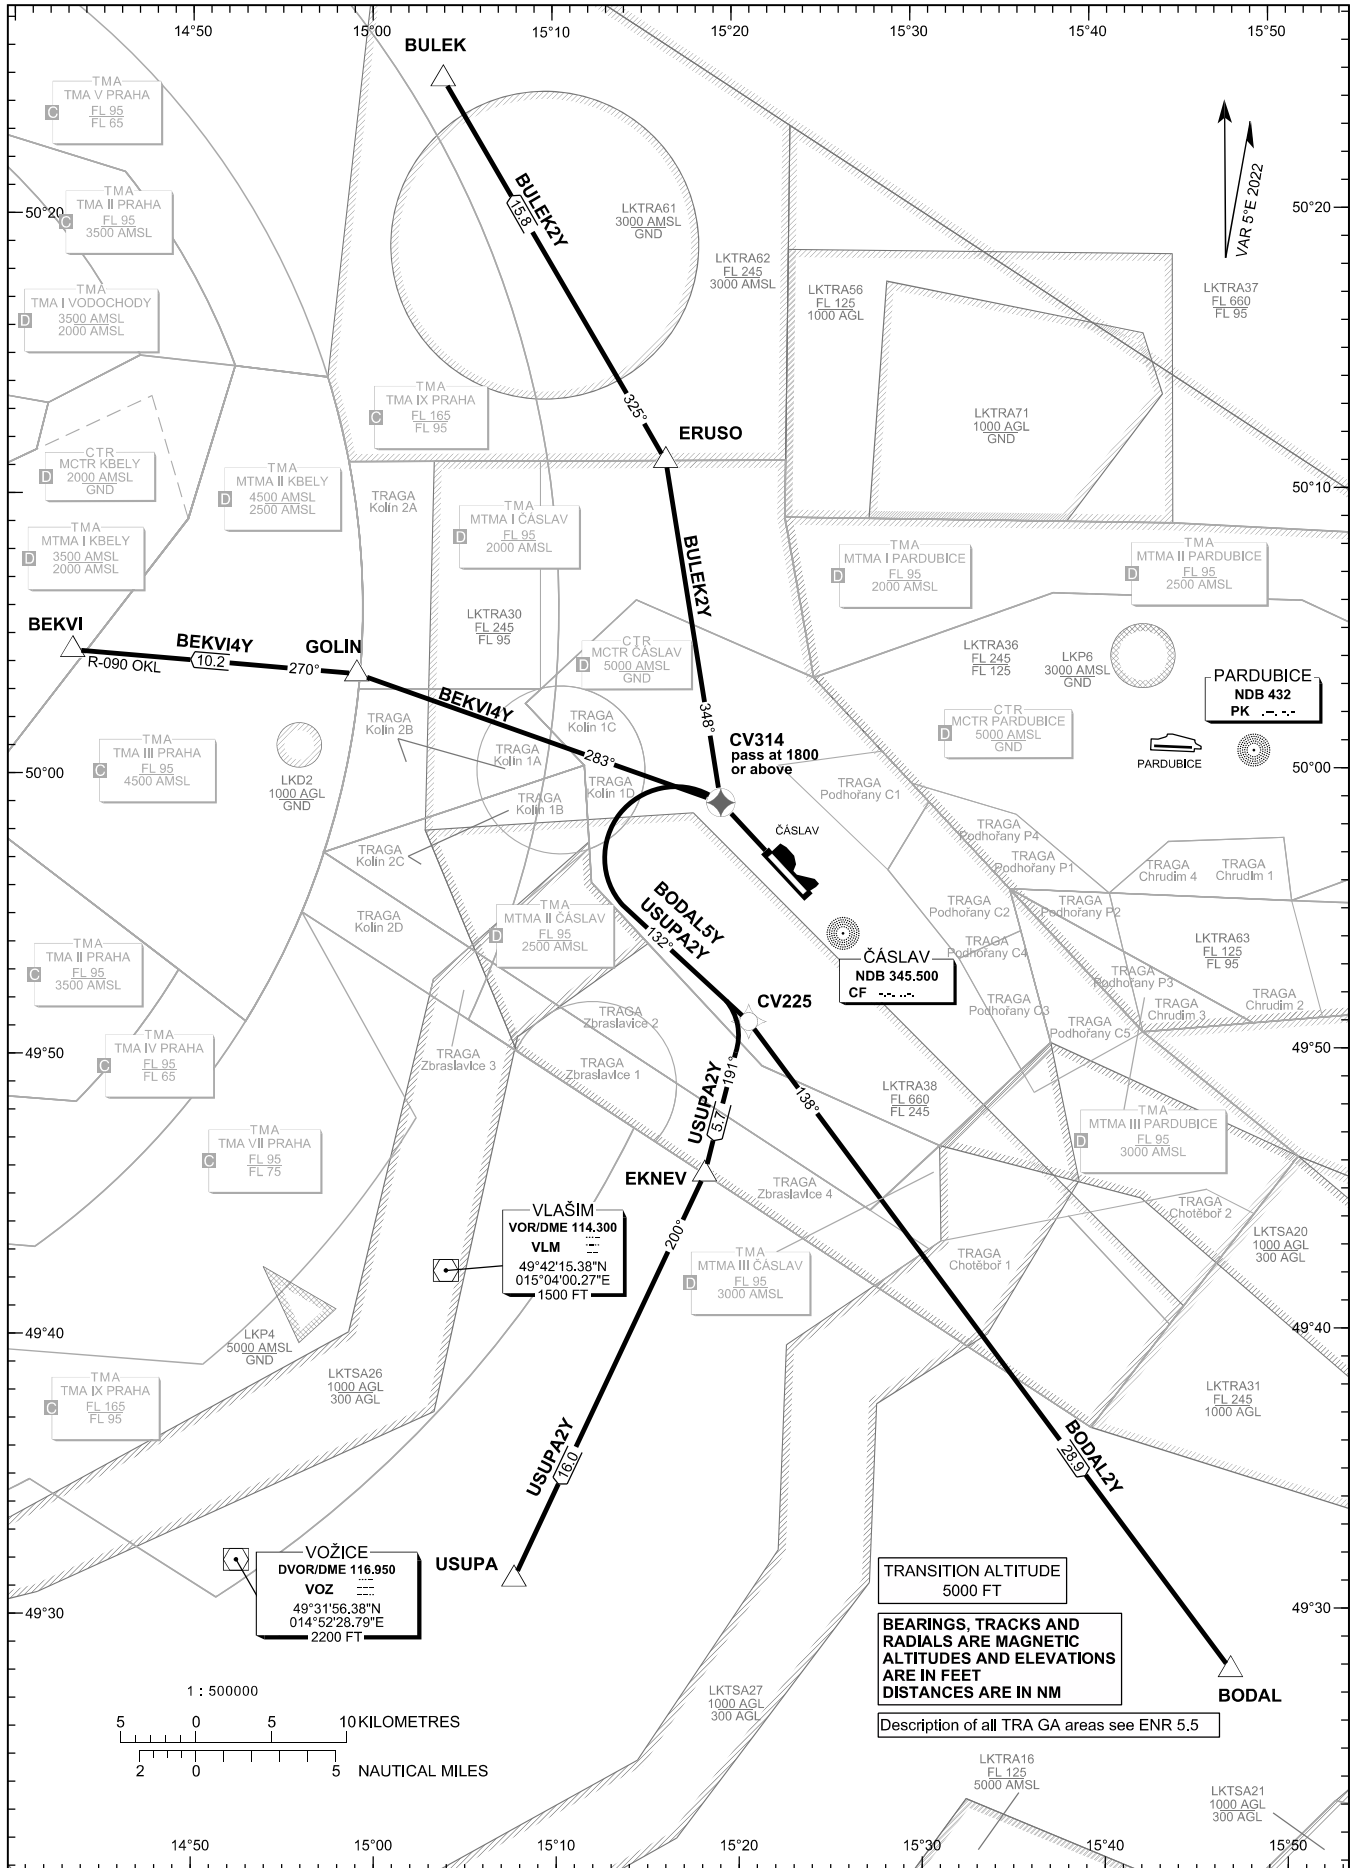 14°50'
15°00'
15°10'
15°20'
15°30'
15°40'
15°50'
BULEK
TMA
TMA V PRAHA
C
FL 95
FL 65
VAR 5°E 2022
BULEK2Y
15.8
TMA
TMA II PRAHA
C
FL 95
3500 AMSL
50°20'
50°20'
LKTRA61
3000 AMSL
GND
LKTRA62
FL 245
3000 AMSL
LKTRA56
FL 125
1000 AGL
LKTRA37
FL 660
FL 95
TMA
TMA I VODOCHODY
D
3500 AMSL
2000 AMSL
TMA
TMA IX PRAHA
C
FL 165
FL 95
325°
LKTRA71
1000 AGL
GND
ERUSO
CTR
MCTR KBELY
D
2000 AMSL
GND
TMA
MTMA II KBELY
D
4500 AMSL
2500 AMSL
TRAGA
Kolín 2A
50°10'
50°10'
TMA
MTMA I ČÁSLAV
D
FL 95
2000 AMSL
TMA
MTMA I KBELY
D
3500 AMSL
2000 AMSL
BULEK2Y
TMA
MTMA I PARDUBICE
D
FL 95
2000 AMSL
TMA
MTMA II PARDUBICE
D
FL 95
2500 AMSL
LKTRA30
FL 245
FL 95
BEKVI
BEKVI4Y
10.2
R-090 OKL
270°
GOLIN
CTR
MCTR ČÁSLAV
D
5000 AMSL
GND
LKTRA36
FL 245
FL 125
LKP6
3000 AMSL
GND
PARDUBICE
NDB 432
PK .--. -.-
BEKVI4Y
348°
TRAGA
Kolín 2B
TRAGA
Kolín 1C
CTR
MCTR PARDUBICE
D
5000 AMSL
GND
CV314
pass at 1800
or above
TRAGA
Kolín 1A
283°
PARDUBICE
TMA
TMA III PRAHA
C
FL 95
4500 AMSL
50°00'
50°00'
LKD2
1000 AGL
GND
TRAGA
Kolín 1D
TRAGA
Kolín 1B
TRAGA
Podhořany C1
TRAGA
Podhořany P4
ČÁSLAV
TRAGA
Kolín 2C
TRAGA
Podhořany P1
TRAGA
Chrudim 4
TRAGA
Chrudim 1
BODAL5Y
USUPA2Y
132°
TRAGA
Kolín 2D
TMA
MTMA II ČÁSLAV
D
FL 95
2500 AMSL
TRAGA
Podhořany C2
TRAGA
Podhořany P2
TRAGA
Podhořany C4
LKTRA63
FL 125
FL 95
ČÁSLAV
NDB 345.500
CF -.-. ..-.
TMA
TMA II PRAHA
C
FL 95
3500 AMSL
TRAGA
Podhořany P3
TRAGA
Chrudim 2
TRAGA
Chrudim 3
CV225
TRAGA
Podhořany C3
TRAGA
Podhořany C5
TRAGA
Zbraslavice 2
49°50'
49°50'
TMA
TMA IV PRAHA
C
FL 95
FL 65
TRAGA
Zbraslavice 3
TRAGA
Zbraslavice 1
USUPA2Y
191°
5.7
138°
LKTRA38
FL 660
FL 245
TMA
TMA VII PRAHA
C
FL 95
FL 75
TMA
MTMA III PARDUBICE
D
FL 95
3000 AMSL
EKNEV
TRAGA
Zbraslavice 4
TRAGA
Chotěboř 2
VLAŠIM
VOR/DME 114.300
VLM
49°42'15.38"N
015°04'00.27"E
1500 FT
200°
LKTSA20
1000 AGL
300 AGL
TRAGA
Chotěboř 1
TMA
MTMA III ČÁSLAV
D
FL 95
3000 AMSL
49°40'
49°40'
LKP4
5000 AMSL
GND
LKTSA26
1000 AGL
300 AGL
TMA
TMA IX PRAHA
C
FL 165
FL 95
LKTRA31
FL 245
1000 AGL
USUPA2Y
16.0
BODAL2Y
28.9
USUPA
VOŽICE
DVOR/DME 116.950
VOZ
49°31'56.38"N
014°52'28.79"E
2200 FT
49°30'
49°30'
TRANSITION ALTITUDE
5000 FT
BEARINGS, TRACKS AND
RADIALS ARE MAGNETIC
ALTITUDES AND ELEVATIONS
ARE IN FEET
DISTANCES ARE IN NM
BODAL
Description of all TRA GA areas see ENR 5.5
1 : 500000
5 0 5 10 KILOMETRES
2 0 5 NAUTICAL MILES
LKTSA27
1000 AGL
300 AGL
LKTRA16
FL 125
5000 AMSL
LKTSA21
1000 AGL
300 AGL
14°50'
15°00'
15°10'
15°20'
15°30'
15°40'
15°50'